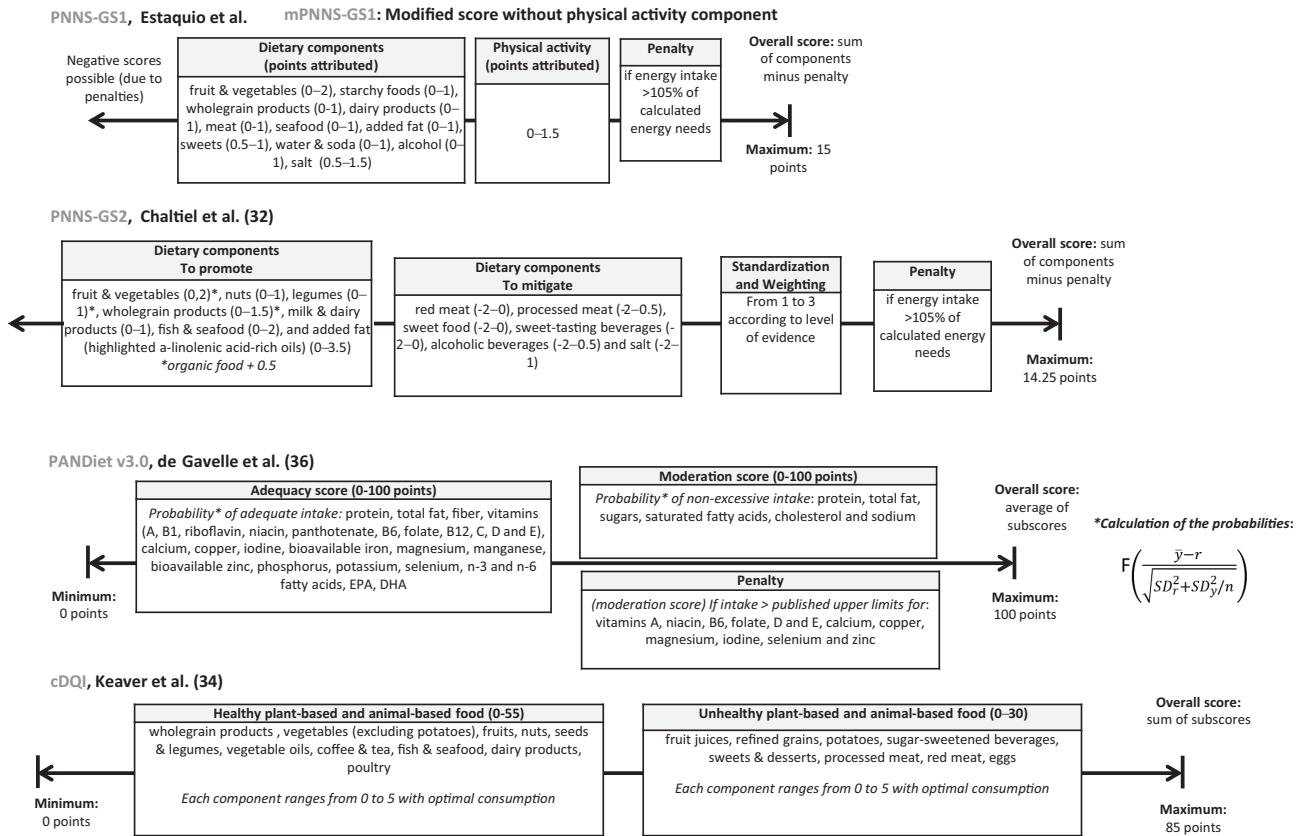 PNNS-GS1, Estaquio et al.
mPNNS-GS1: Modified score without physical activity component
Negative scores
possible (due to
penalties)
Dietary components
(points attributed)
fruit & vegetables (0–2), starchy foods (0–1),
wholegrain products (0-1), dairy products (0–
1), meat (0-1), seafood (0–1), added fat (0–1),
sweets (0.5–1), water & soda (0–1), alcohol (0–
1), salt (0.5–1.5)
Physical activity
(points attributed)
0–1.5
Penalty
if energy intake
>105% of
calculated
energy needs
Overall score: sum
of components
minus penalty
Maximum: 15
points
PNNS-GS2, Chaltiel et al. (32)
Dietary components
To promote
fruit & vegetables (0,2)*, nuts (0–1), legumes (0–
1)*, wholegrain products (0–1.5)*, milk & dairy
products (0–1), fish & seafood (0–2), and added fat
(highlighted a-linolenic acid-rich oils) (0–3.5)
*organic food + 0.5
Dietary components
To mitigate
red meat (-2–0), processed meat (-2–0.5),
sweet food (-2–0), sweet-tasting beverages (-
2–0), alcoholic beverages (-2–0.5) and salt (-2–
1)
Standardization
and Weighting
From 1 to 3
according to level
of evidence
Penalty
if energy intake
>105% of
calculated energy
needs
Overall score: sum
of components
minus penalty
Maximum:
14.25 points
PANDiet v3.0, de Gavelle et al. (36)
Minimum:
0 points
Adequacy score (0-100 points)
Probability* of adequate intake: protein, total fat, fiber, vitamins
(A, B1, riboflavin, niacin, panthotenate, B6, folate, B12, C, D and E),
calcium, copper, iodine, bioavailable iron, magnesium, manganese,
bioavailable zinc, phosphorus, potassium, selenium, n-3 and n-6
fatty acids, EPA, DHA
Moderation score (0-100 points)
Probability* of non-excessive intake: protein, total fat,
sugars, saturated fatty acids, cholesterol and sodium
Penalty
(moderation score) If intake > published upper limits for:
vitamins A, niacin, B6, folate, D and E, calcium, copper,
magnesium, iodine, selenium and zinc
Overall score:
average of
subscores
Maximum:
100 points
*Calculation of the probabilities:
F(ȳ−r / √(SD²ᵣ+SD²ᵧ/n))
cDQI, Keaver et al. (34)
Minimum:
0 points
Healthy plant-based and animal-based food (0-55)
wholegrain products , vegetables (excluding potatoes), fruits, nuts, seeds
& legumes, vegetable oils, coffee & tea, fish & seafood, dairy products,
poultry
Each component ranges from 0 to 5 with optimal consumption
Unhealthy plant-based and animal-based food (0–30)
fruit juices, refined grains, potatoes, sugar-sweetened beverages,
sweets & desserts, processed meat, red meat, eggs
Each component ranges from 0 to 5 with optimal consumption
Overall score:
sum of subscores
Maximum:
85 points